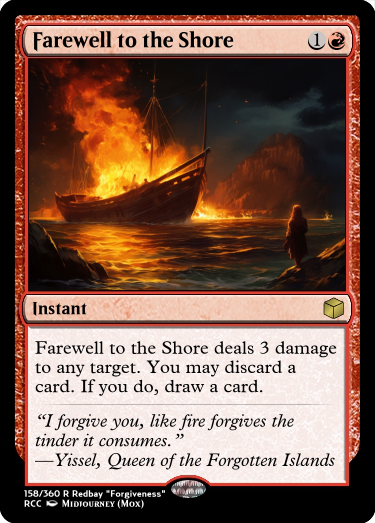 Farewell to the Shore 1
Instant
Farewell to the Shore deals 3 damage
to any target. You may discard a
card. If you do, draw a card.
“I forgive you, like fire forgives the
tinder it consumes.”
—Yissel, Queen of the Forgotten Islands
158/360 R Redbay "Forgiveness"
RCC Midjourney (Mox)